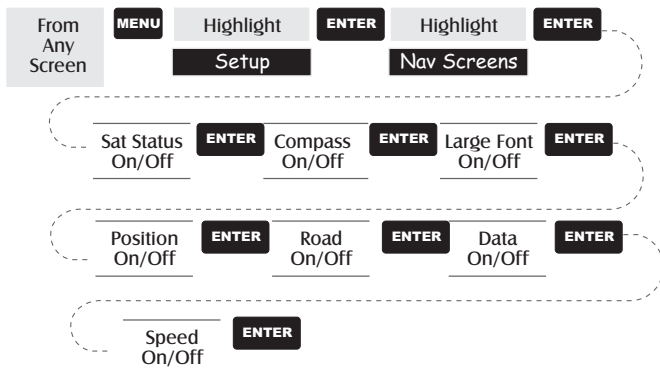 From
Any
Screen
MENU
Highlight
Setup
ENTER
Highlight
Nav Screens
ENTER
Sat Status
On/Off
ENTER
Compass
On/Off
ENTER
Large Font
On/Off
ENTER
Position
On/Off
ENTER
Road
On/Off
ENTER
Data
On/Off
ENTER
Speed
On/Off
ENTER